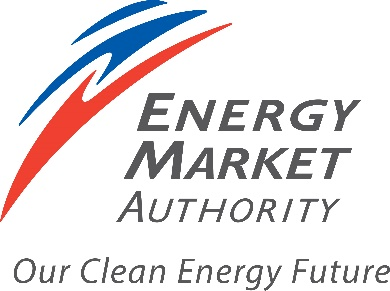 ENERGY
MARKET
AUTHORITY
Our Clean Energy Future